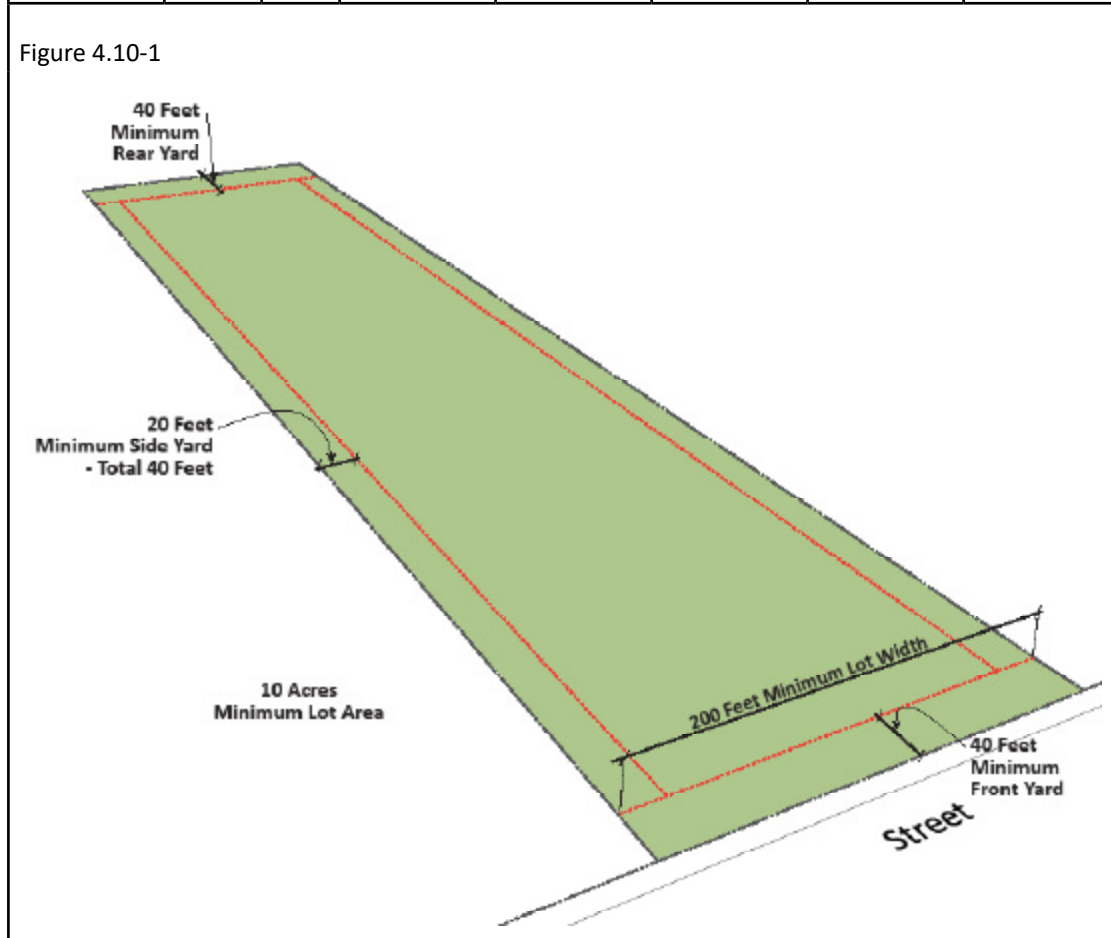 Figure 4.10-1
40 Feet
Minimum
Rear Yard
20 Feet
Minimum Side Yard
- Total 40 Feet
10 Acres
Minimum Lot Area
200 Feet Minimum Lot Width
40 Feet
Minimum
Front Yard
Street